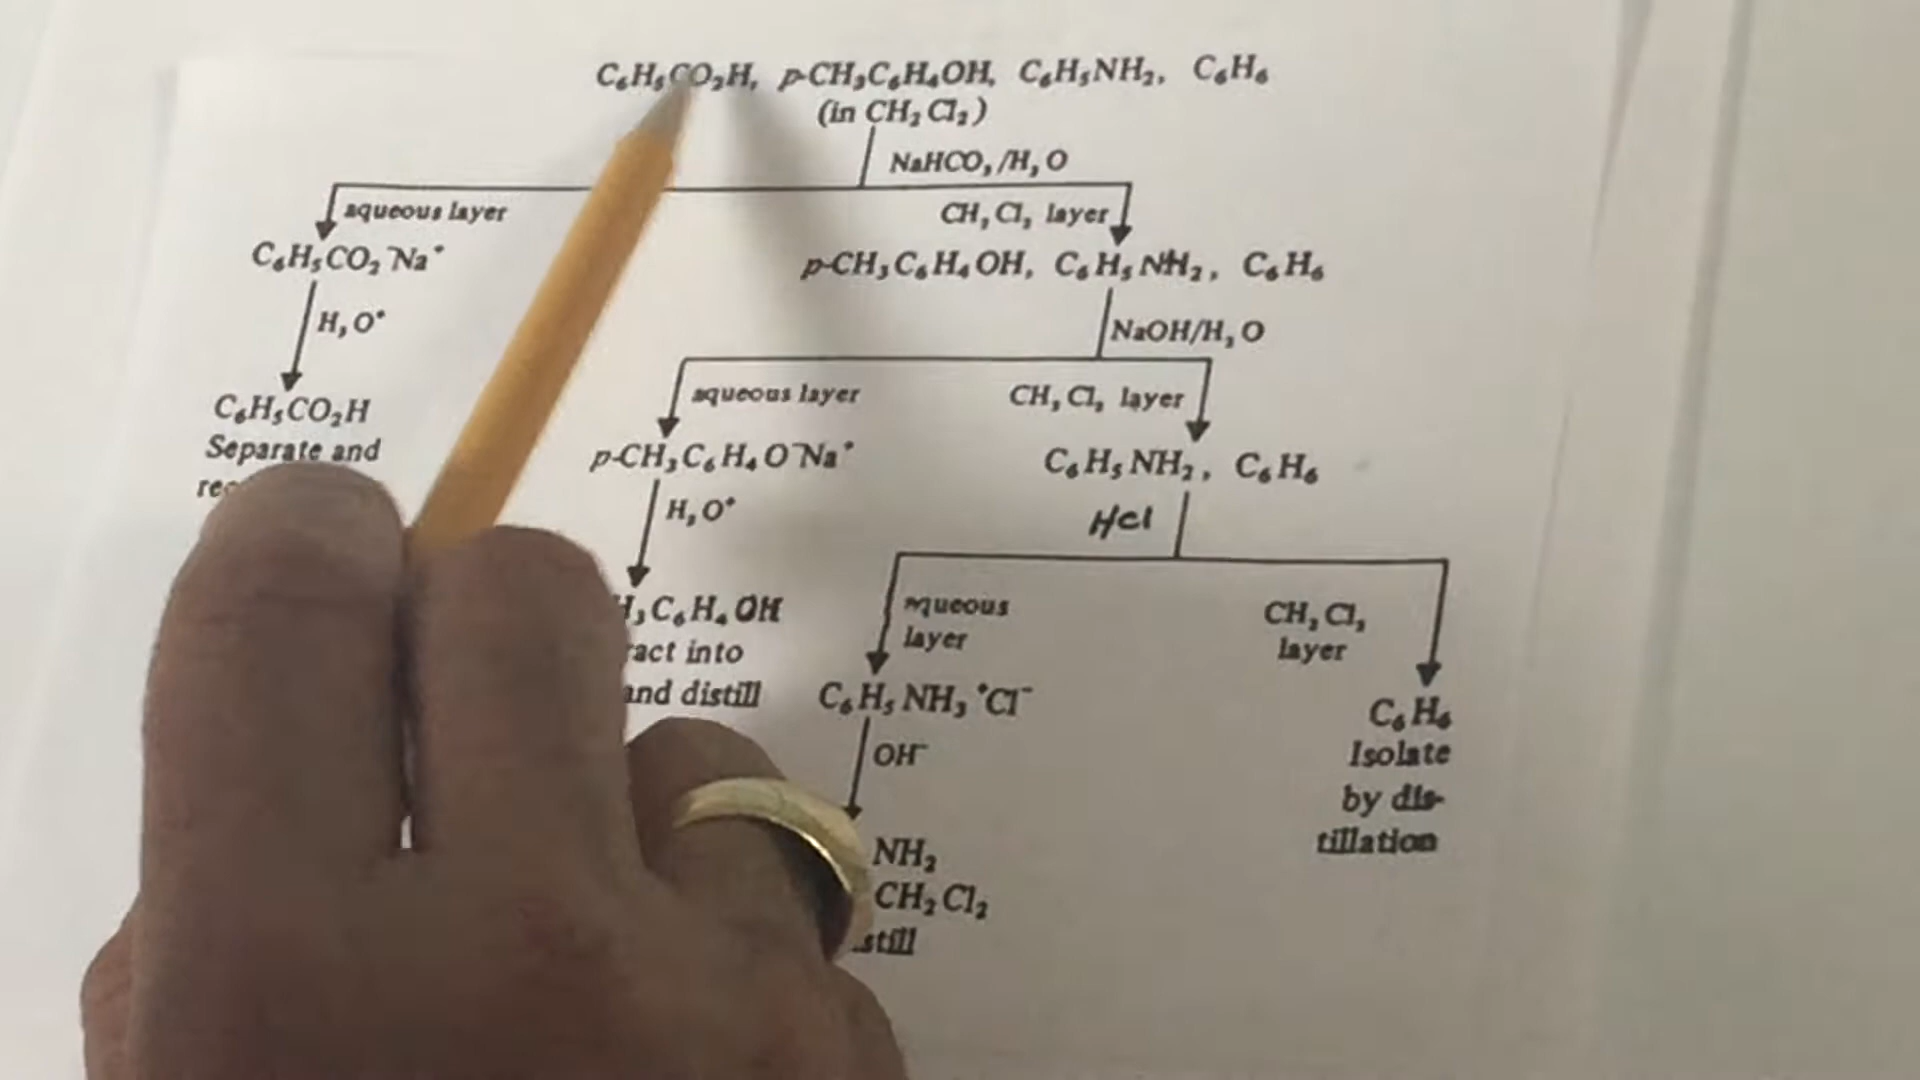 C₆H₅CO₂H, p-CH₃C₆H₄OH, C₆H₅NH₂, C₆H₆
(in CH₂Cl₂)
NaHCO₃/H₂O
aqueous layer
CH₂Cl₂ layer
C₆H₅CO₂⁻Na⁺
p-CH₃C₆H₄OH, C₆H₅NH₂, C₆H₆
H₃O⁺
NaOH/H₂O
C₆H₅CO₂H
Separate and
aqueous layer
CH₂Cl₂ layer
p-CH₃C₆H₄O⁻Na⁺
C₆H₅NH₂, C₆H₆
H₃O⁺
HCl
H₃C₆H₄OH
into
and distill
aqueous
layer
CH₂Cl₂
layer
C₆H₅NH₃⁺Cl⁻
C₆H₆
Isolate
by dis-
tillation
OH⁻
NH₂
CH₂Cl₂